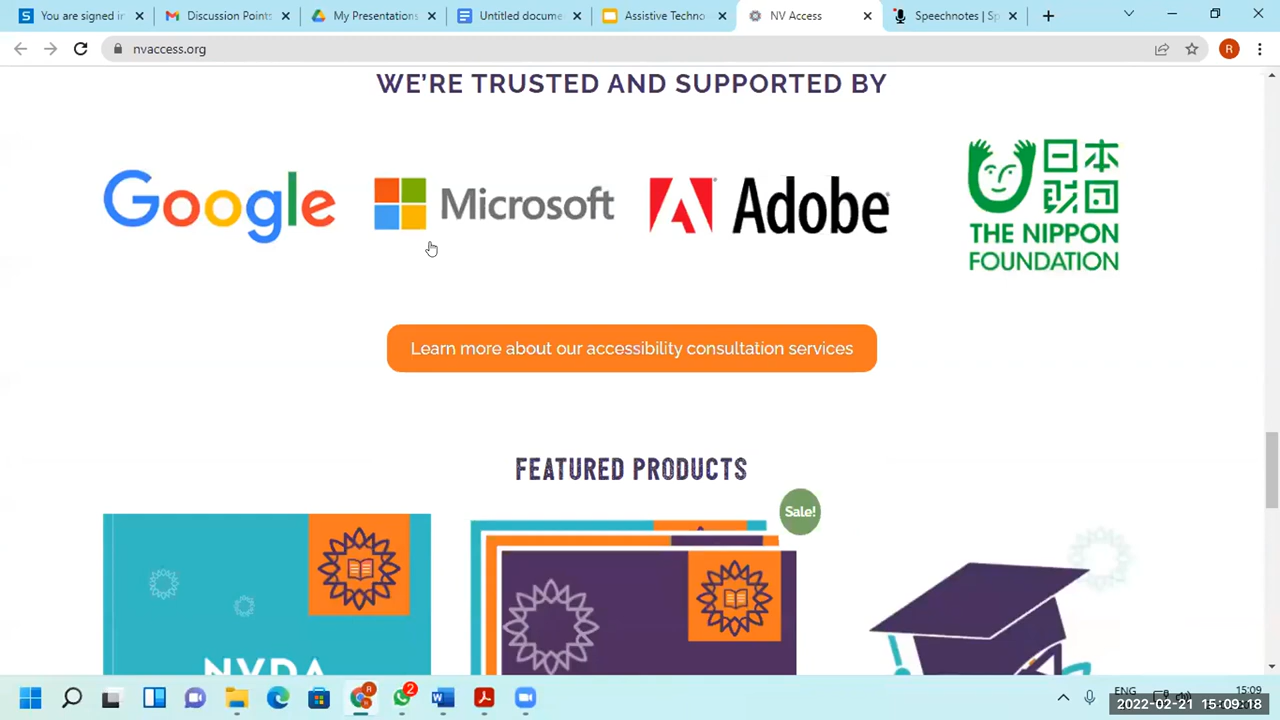 You are signed in
Discussion Points
My Presentations
Untitled docume
Assistive Techno
NV Access
Speechnotes | Sp
nvaccess.org
R
WE'RE TRUSTED AND SUPPORTED BY
Google
Microsoft
Adobe
日本
財団
THE NIPPON
FOUNDATION
Learn more about our accessibility consultation services
FEATURED PRODUCTS
Sale!
NVDA
2
ENG
15:09
2022-02-21 15:09:18